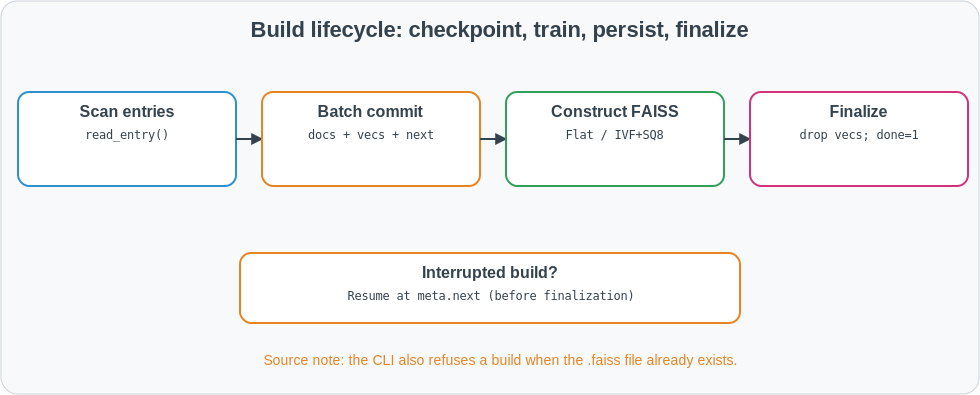 Build lifecycle: checkpoint, train, persist, finalize
Scan entries
read_entry()
Batch commit
docs + vecs + next
Construct FAISS
Flat / IVF+SQ8
Finalize
drop vecs; done=1
Interrupted build?
Resume at meta.next (before finalization)
Source note: the CLI also refuses a build when the .faiss file already exists.